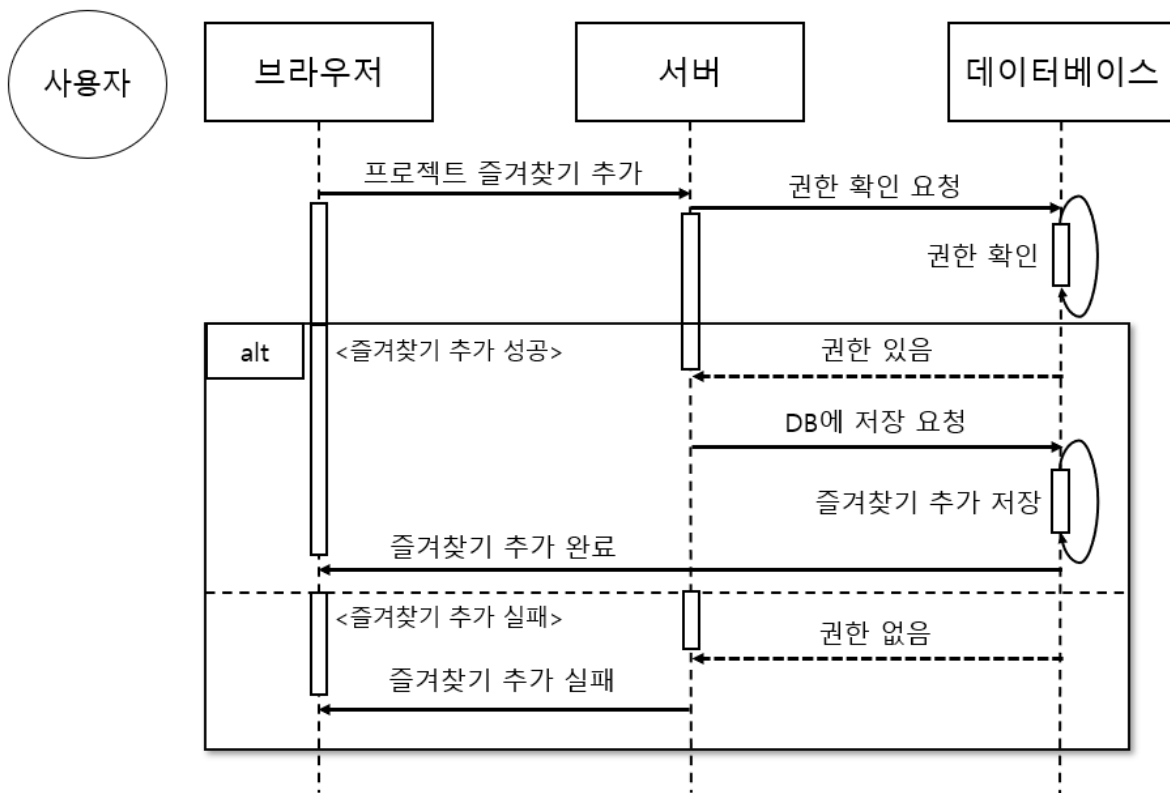 사용자
브라우저
서버
데이터베이스
프로젝트 즐겨찾기 추가
권한 확인 요청
권한 확인
alt
<즐겨찾기 추가 성공>
권한 있음
DB에 저장 요청
즐겨찾기 추가 저장
즐겨찾기 추가 완료
<즐겨찾기 추가 실패>
권한 없음
즐겨찾기 추가 실패